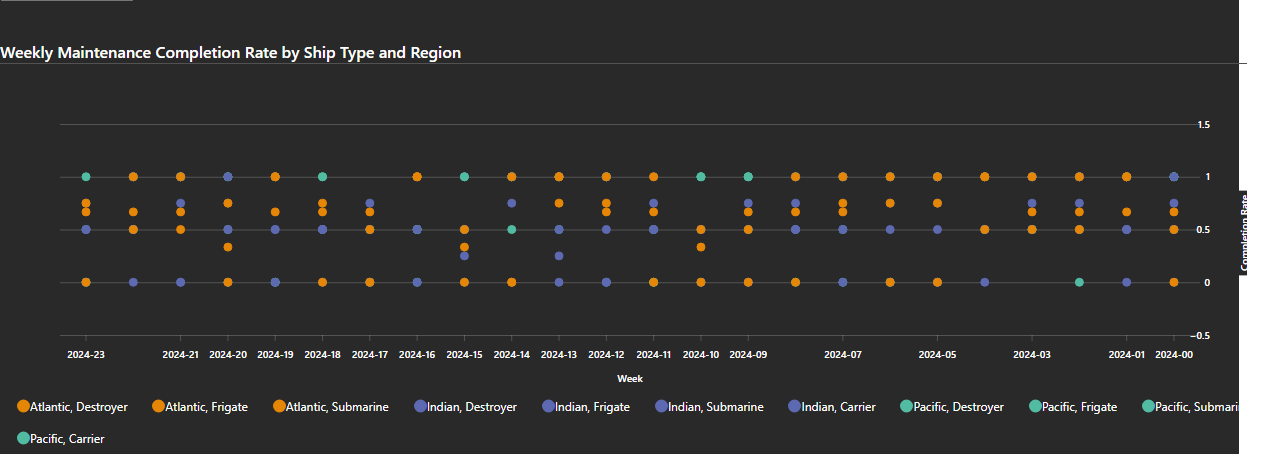 Weekly Maintenance Completion Rate by Ship Type and Region
1.5
1
0.5
0
−0.5
Completion Rate
2024-23 2024-21 2024-20 2024-19 2024-18 2024-17 2024-16 2024-15 2024-14 2024-13 2024-12 2024-11 2024-10 2024-09 2024-07 2024-05 2024-03 2024-01 2024-00
Week
Atlantic, Destroyer Atlantic, Frigate Atlantic, Submarine Indian, Destroyer Indian, Frigate Indian, Submarine Indian, Carrier Pacific, Destroyer Pacific, Frigate Pacific, Submari
Pacific, Carrier